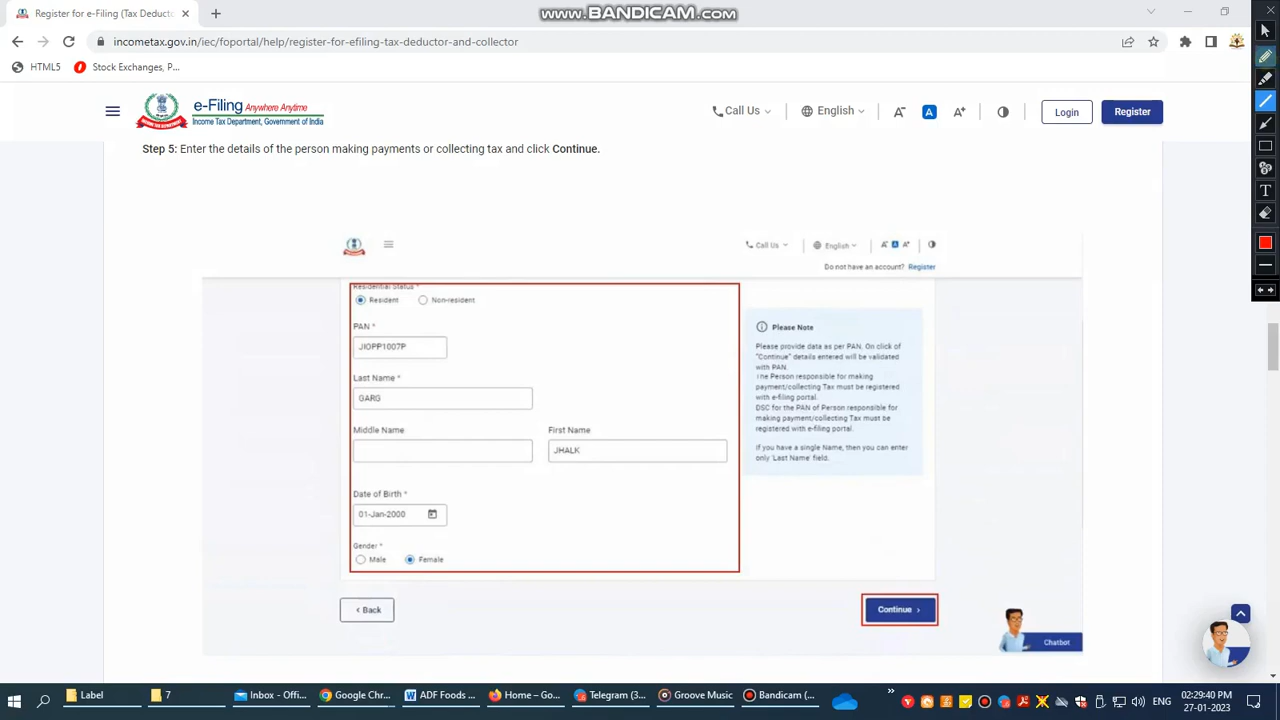 Register for e-Filing (Tax Deduct
www.BANDICAM.com
incometax.gov.in/iec/foportal/help/register-for-efiling-tax-deductor-and-collector
HTML5
Stock Exchanges, P...
e-Filing Anywhere Anytime
Income Tax Department, Government of India
Call Us
English
A-
A
A+
Login
Register
Step 5: Enter the details of the person making payments or collecting tax and click Continue.
Call Us
English
A-
A
A+
Do not have an account? Register
Residential Status *
Resident
Non-resident
PAN *
JIOPP1007P
Last Name *
GARG
Middle Name
First Name
JHALK
Date of Birth *
01-Jan-2000
Gender *
Male
Female
Please Note
Please provide data as per PAN. On click of
"Continue" details entered will be validated
with PAN.
The Person responsible for making
payment/collecting Tax must be registered
with e-filing portal.
DSC for the PAN of Person responsible for
making payment/collecting Tax must be
registered with e-filing portal.
If you have a single Name, then you can enter
only 'Last Name' field.
< Back
Continue >
Chatbot
T
Label
7
Inbox - Offi...
Google Chr...
ADF Foods ...
Home – Go...
Telegram (3...
Groove Music
Bandicam (...
ENG
02:29:40 PM
27-01-2023